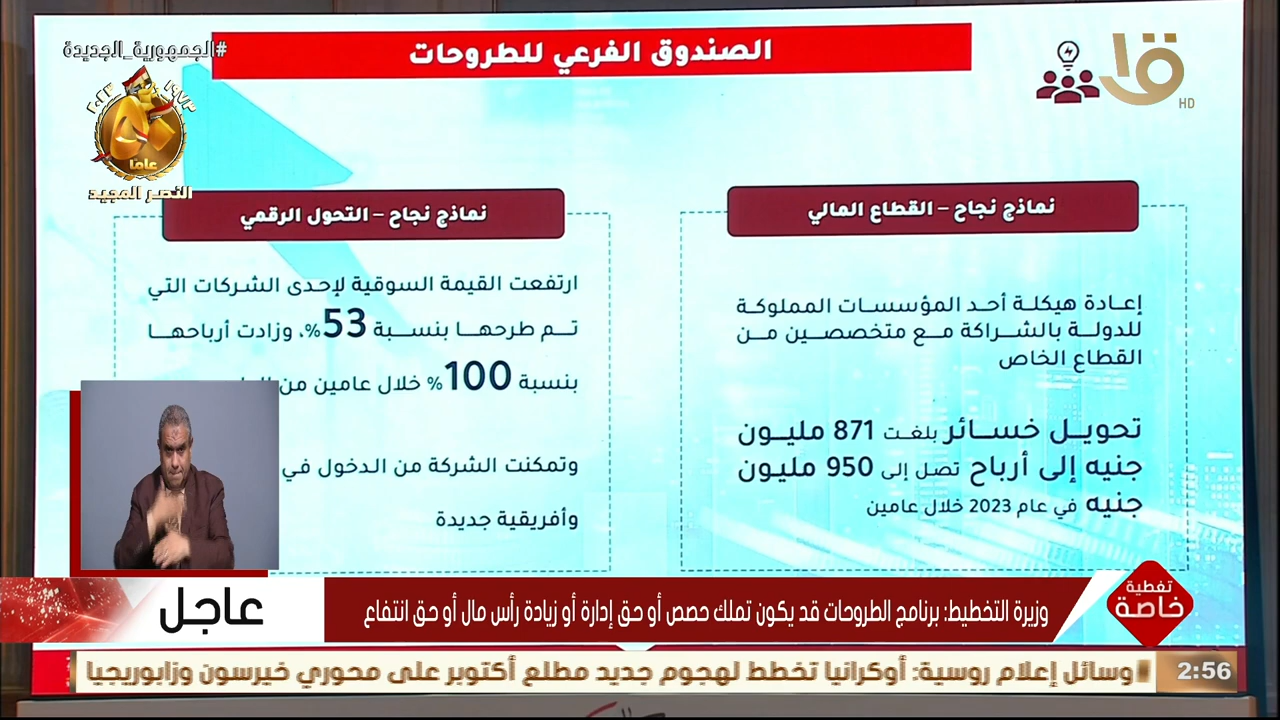 #الجمهورية_الجديدة
الصندوق الفرعي للطروحات
HD
عامًا
النصر المجيد
نماذج نجاح – القطاع المالي
إعادة هيكلة أحد المؤسسات المملوكة
للدولة بالشراكة مع متخصصين من
القطاع الخاص
تحويل خسائر بلغت 871 مليون
جنيه إلى أرباح تصل إلى 950 مليون
جنيه في عام 2023 خلال عامين
نماذج نجاح – التحول الرقمي
ارتفعت القيمة السوقية لإحدى الشركات التي
تم طرحها بنسبة 53%، وزادت أرباحها
بنسبة 100% خلال عامين من
وتمكنت الشركة من الدخول في
وأفريقية جديدة
تغطية
خاصة
وزيرة التخطيط: برنامج الطروحات قد يكون تملك حصص أو حق إدارة أو زيادة رأس مال أو حق انتفاع
عاجل
2:56
وسائل إعلام روسية: أوكرانيا تخطط لهجوم جديد مطلع أكتوبر على محوري خيرسون وزابوريجيا